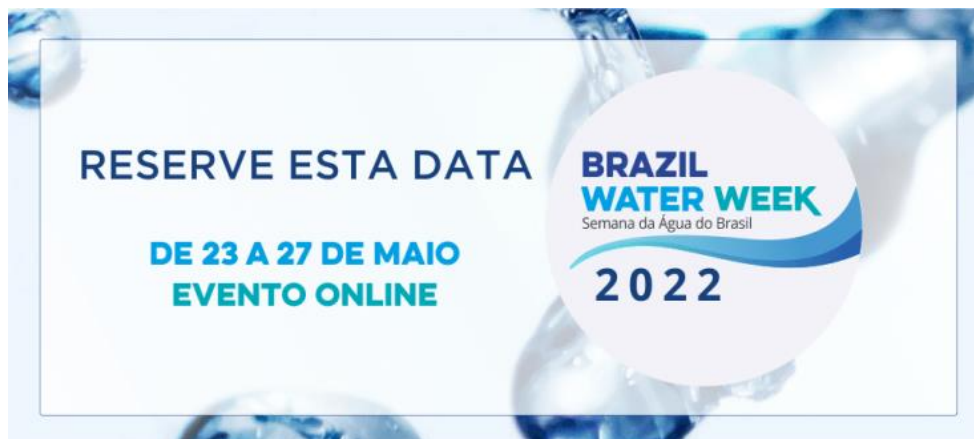 RESERVE ESTA DATA
DE 23 A 27 DE MAIO
EVENTO ONLINE
BRAZIL
WATER WEEK
Semana da Água do Brasil
2022